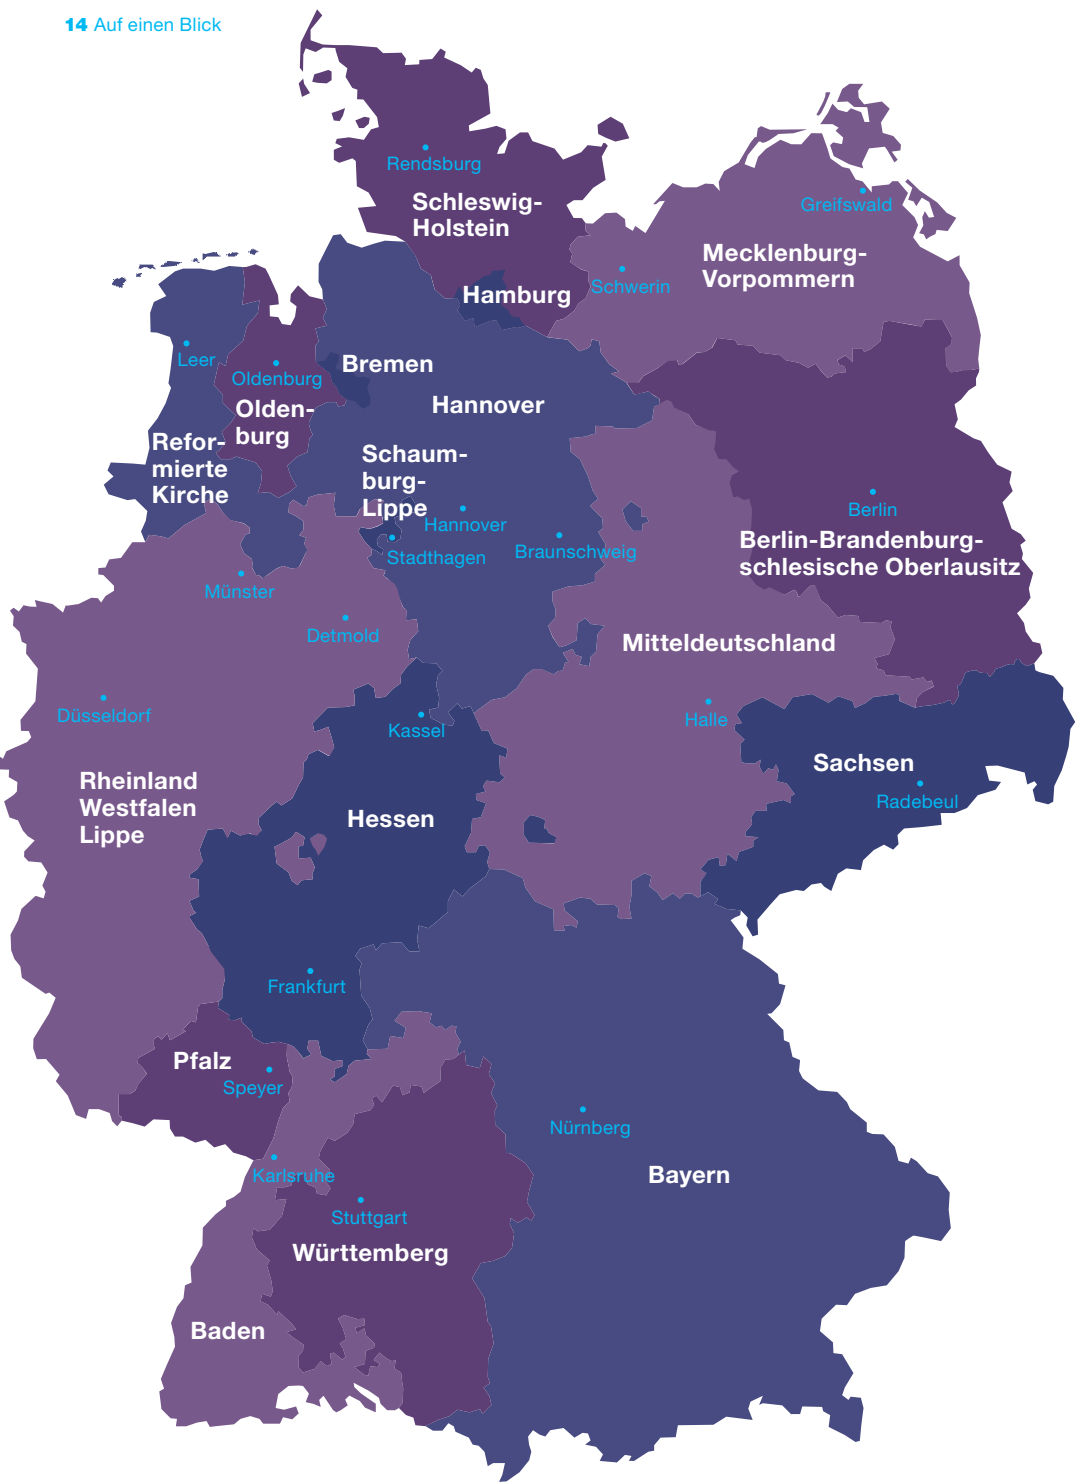 14 Auf einen Blick
Rendsburg
Schleswig-
Holstein
Greifswald
Mecklenburg-
Vorpommern
Schwerin
Hamburg
Leer
Bremen
Oldenburg
Hannover
Olden-
burg
Refor-
mierte
Kirche
Schaum-
burg-
Lippe
Hannover
Stadthagen
Braunschweig
Berlin
Berlin-Brandenburg-
schlesische Oberlausitz
Münster
Detmold
Mitteldeutschland
Düsseldorf
Kassel
Halle
Sachsen
Radebeul
Rheinland
Westfalen
Lippe
Hessen
Frankfurt
Pfalz
Speyer
Nürnberg
Karlsruhe
Bayern
Stuttgart
Württemberg
Baden